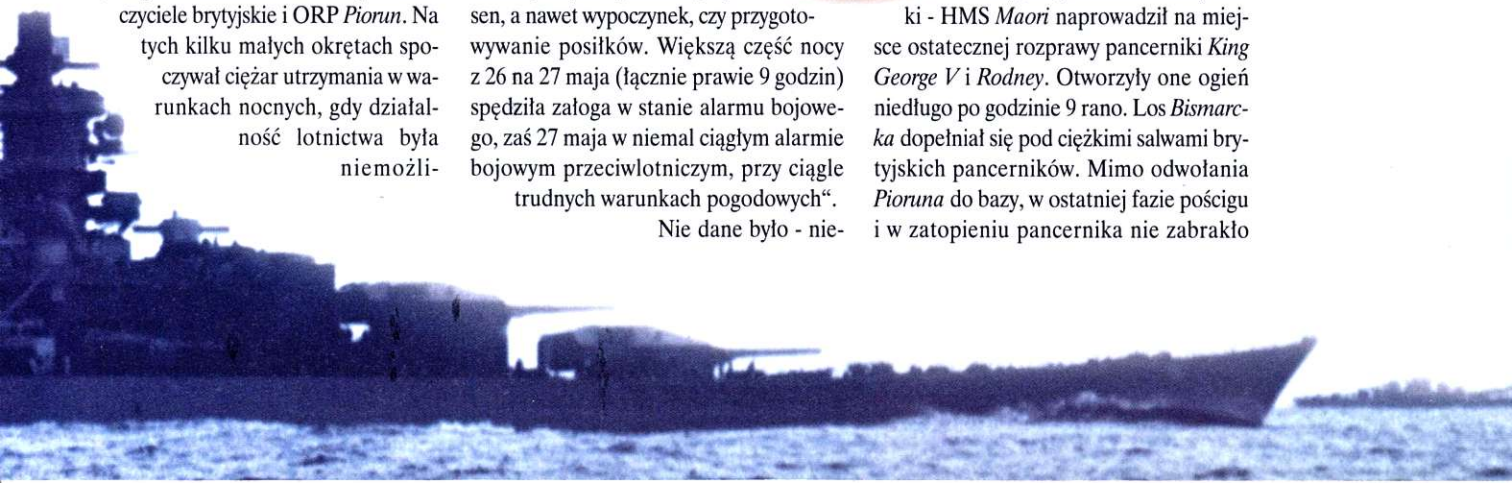 czyciele brytyjskie i ORP Piorun. Na
tych kilku małych okrętach spo-
czywał ciężar utrzymania w wa-
runkach nocnych, gdy działal-
ność lotnictwa była
niemożli-
sen, a nawet wypoczynek, czy przygoto-
wywanie posiłków. Większą część nocy
z 26 na 27 maja (łącznie prawie 9 godzin)
spędziła załoga w stanie alarmu bojowe-
go, zaś 27 maja w niemal ciągłym alarmie
bojowym przeciwlotniczym, przy ciągle
trudnych warunkach pogodowych“.
Nie dane było - nie-
ki - HMS Maori naprowadził na miej-
sce ostatecznej rozprawy pancerniki King
George V i Rodney. Otworzyły one ogień
niedługo po godzinie 9 rano. Los Bismarc-
ka dopełniał się pod ciężkimi salwami bry-
tyjskich pancerników. Mimo odwołania
Pioruna do bazy, w ostatniej fazie pościgu
i w zatopieniu pancernika nie zabrakło